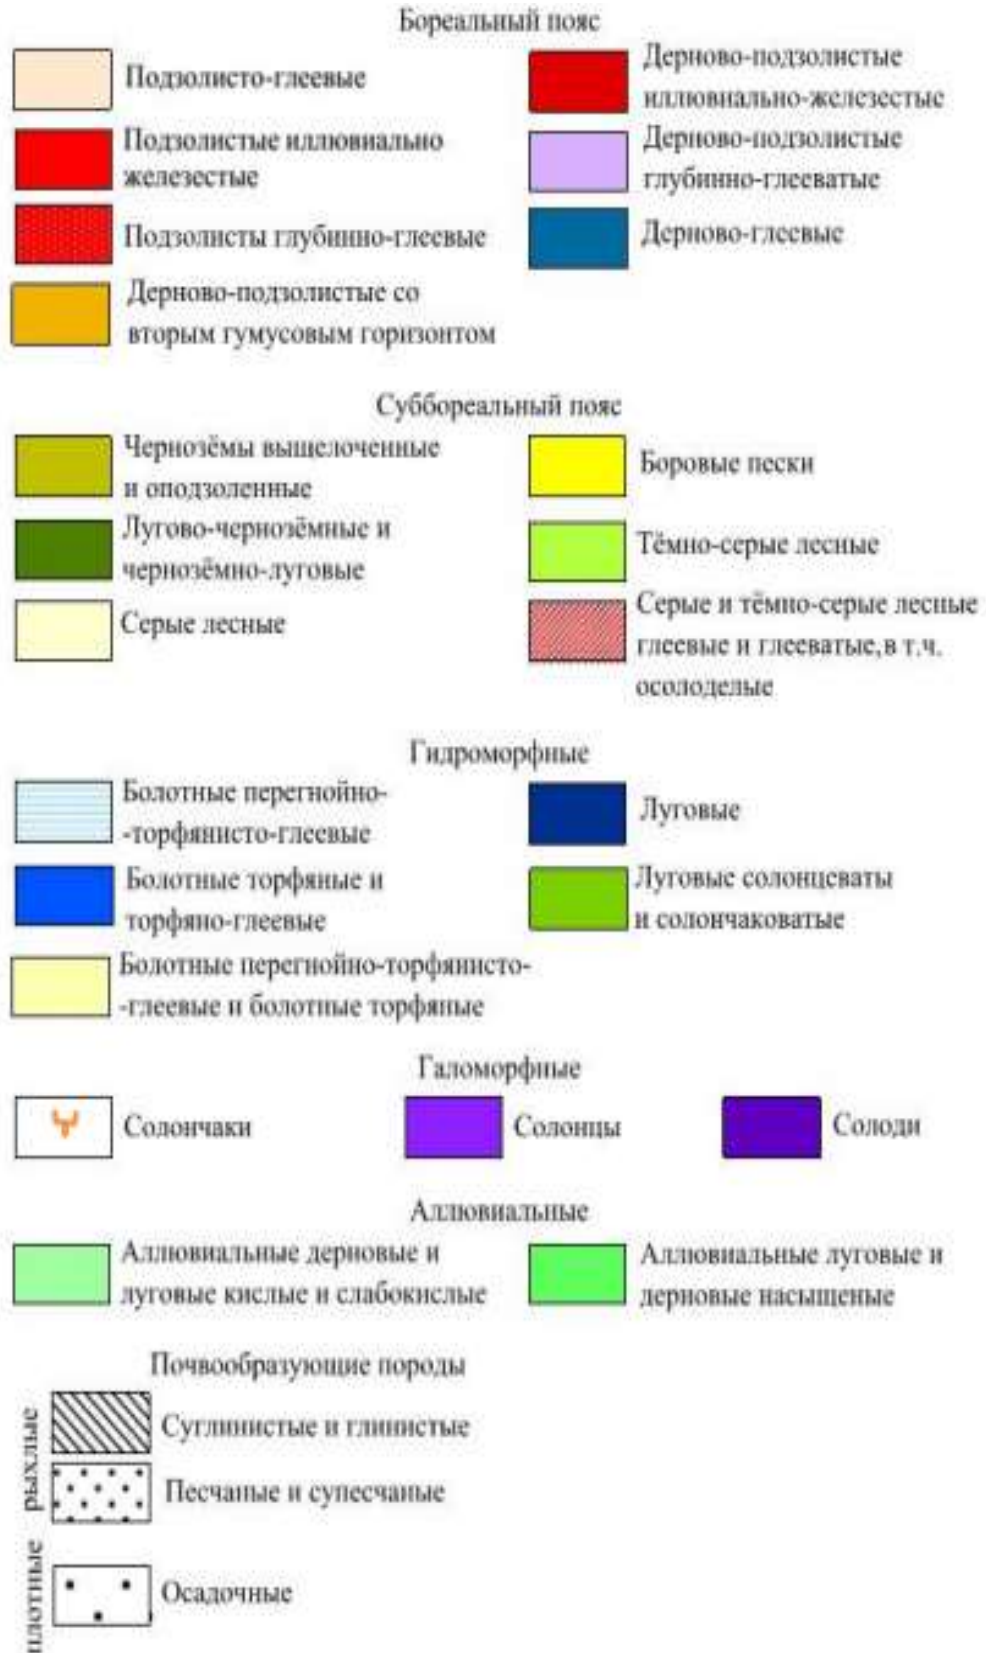 Бореальный пояс
Подзолисто-глеевые
Подзолистые иллювиально
железестые
Подзолисты глубинно-глеевые
Дерново-подзолистые со
вторым гумусовым горизонтом
Дерново-подзолистые
иллювиально-железестые
Дерново-подзолистые
глубинно-глееватые
Дерново-глеевые
Суббореальный пояс
Чернозёмы выщелоченные
и оподзоленные
Лугово-чернозёмные и
чернозёмно-луговые
Серые лесные
Боровые пески
Тёмно-серые лесные
Серые и тёмно-серые лесные
глеевые и глееватые,в т.ч.
осолоделые
Гидроморфные
Болотные перегнойно-
-торфянисто-глеевые
Болотные торфяные и
торфяно-глеевые
Болотные перегнойно-торфянисто-
-глеевые и болотные торфяные
Луговые
Луговые солонцеваты
и солончаковатые
Галоморфные
Солончаки
Солонцы
Солоди
Аллювиальные
Аллювиальные дерновые и
луговые кислые и слабокислые
Аллювиальные луговые и
дерновые насыщеные
Почвообразующие породы
рыхлые
Суглинистые и глинистые
Песчаные и супесчаные
плотные
Осадочные